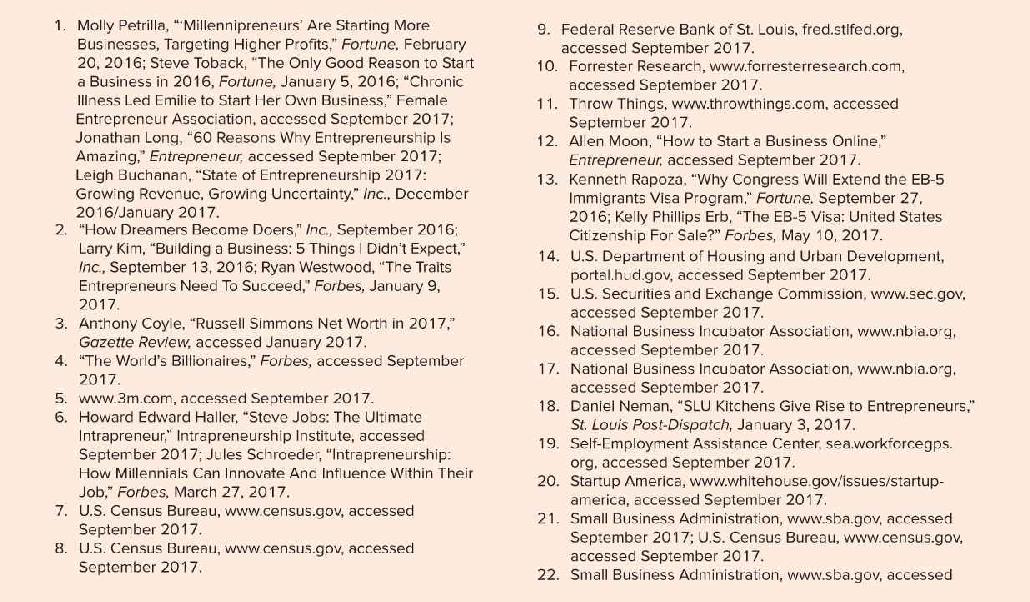 1. Molly Petrilla, “‘Millennipreneurs’ Are Starting More
Businesses, Targeting Higher Profits,” Fortune, February
20, 2016; Steve Toback, “The Only Good Reason to Start
a Business in 2016, Fortune, January 5, 2016; “Chronic
Illness Led Emilie to Start Her Own Business,” Female
Entrepreneur Association, accessed September 2017;
Jonathan Long, “60 Reasons Why Entrepreneurship Is
Amazing,” Entrepreneur, accessed September 2017;
Leigh Buchanan, “State of Entrepreneurship 2017:
Growing Revenue, Growing Uncertainty,” Inc., December
2016/January 2017.
2. “How Dreamers Become Doers,” Inc., September 2016;
Larry Kim, “Building a Business: 5 Things I Didn’t Expect,”
Inc., September 13, 2016; Ryan Westwood, “The Traits
Entrepreneurs Need To Succeed,” Forbes, January 9,
2017.
3. Anthony Coyle, “Russell Simmons Net Worth in 2017,”
Gazette Review, accessed January 2017.
4. “The World’s Billionaires,” Forbes, accessed September
2017.
5. www.3m.com, accessed September 2017.
6. Howard Edward Haller, “Steve Jobs: The Ultimate
Intrapreneur,” Intrapreneurship Institute, accessed
September 2017; Jules Schroeder, “Intrapreneurship:
How Millennials Can Innovate And Influence Within Their
Job,” Forbes, March 27, 2017.
7. U.S. Census Bureau, www.census.gov, accessed
September 2017.
8. U.S. Census Bureau, www.census.gov, accessed
September 2017.
9. Federal Reserve Bank of St. Louis, fred.stlfed.org,
accessed September 2017.
10. Forrester Research, www.forresterresearch.com,
accessed September 2017.
11. Throw Things, www.throwthings.com, accessed
September 2017.
12. Allen Moon, “How to Start a Business Online,”
Entrepreneur, accessed September 2017.
13. Kenneth Rapoza, “Why Congress Will Extend the EB-5
Immigrants Visa Program,” Fortune, September 27,
2016; Kelly Phillips Erb, “The EB-5 Visa: United States
Citizenship For Sale?” Forbes, May 10, 2017.
14. U.S. Department of Housing and Urban Development,
portal.hud.gov, accessed September 2017.
15. U.S. Securities and Exchange Commission, www.sec.gov,
accessed September 2017.
16. National Business Incubator Association, www.nbia.org,
accessed September 2017.
17. National Business Incubator Association, www.nbia.org,
accessed September 2017.
18. Daniel Neman, “SLU Kitchens Give Rise to Entrepreneurs,”
St. Louis Post-Dispatch, January 3, 2017.
19. Self-Employment Assistance Center, sea.workforcegps.
org, accessed September 2017.
20. Startup America, www.whitehouse.gov/issues/startup-
america, accessed September 2017.
21. Small Business Administration, www.sba.gov, accessed
September 2017; U.S. Census Bureau, www.census.gov,
accessed September 2017.
22. Small Business Administration, www.sba.gov, accessed